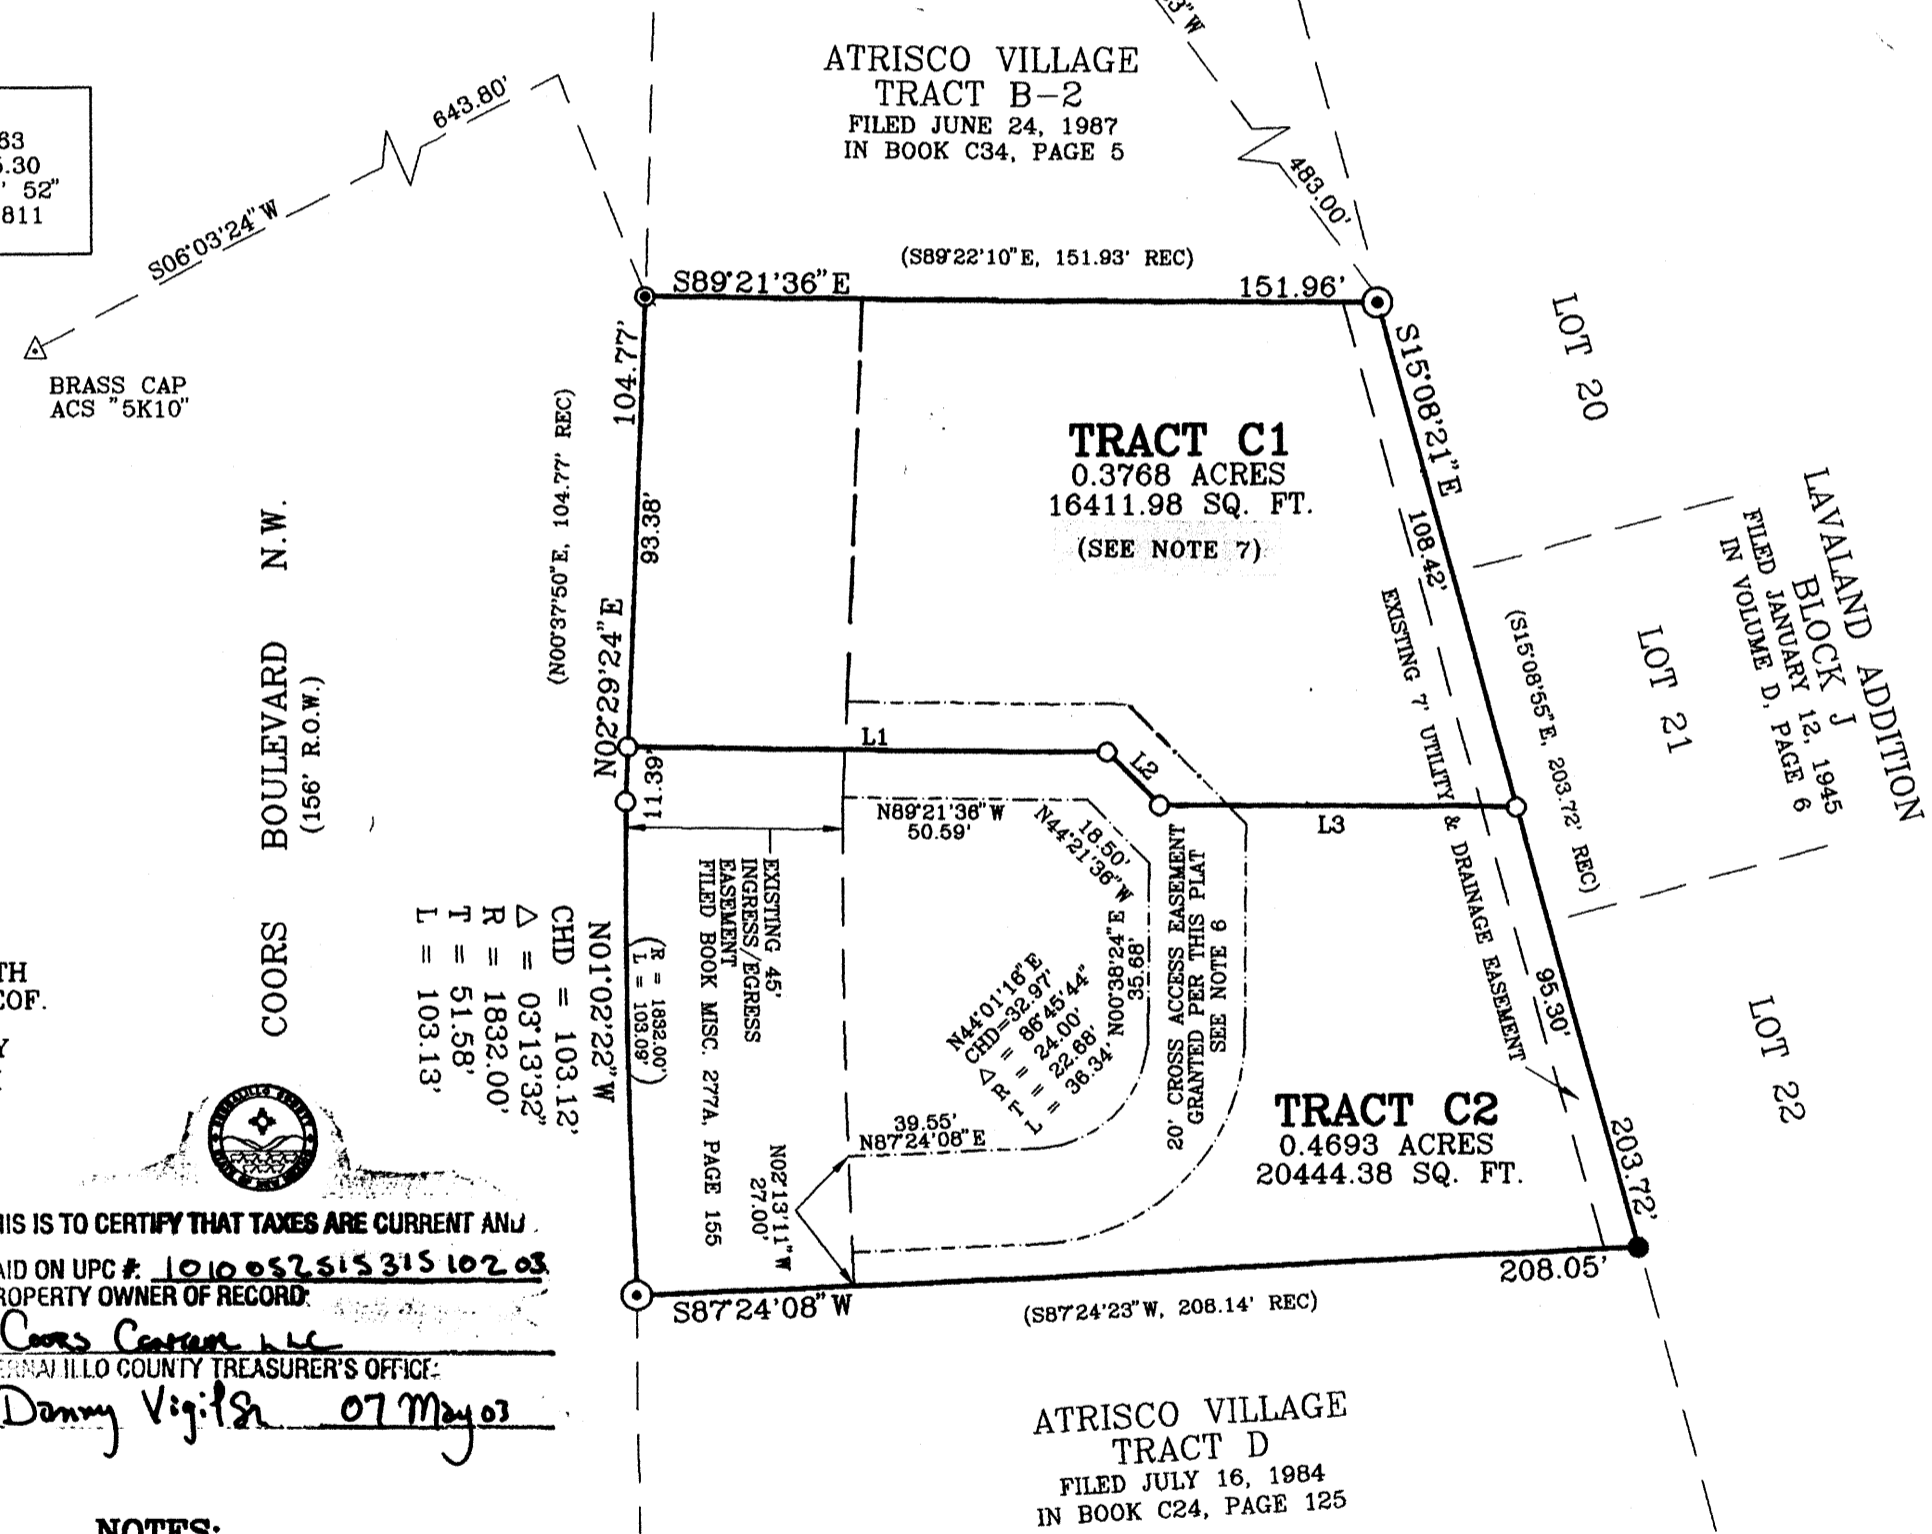 ATRISCO VILLAGE
TRACT B-2
FILED JUNE 24, 1987
IN BOOK C34, PAGE 5
643.80'
S06°03'24"W
483.00'
5.30
' 52"
811
BRASS CAP
ACS "5K10"
(S89°22'10"E, 151.93' REC)
S89°21'36"E
151.96'
104.77'
93.38'
(N00°37'50"E, 104.77' REC)
N02°29'24"E
11.39'
TRACT C1
0.3768 ACRES
16411.98 SQ. FT.
(SEE NOTE 7)
S15°08'21"E
108.42'
LOT 20
LAVALAND ADDITION
BLOCK J
FILED JANUARY 12, 1945
IN VOLUME D, PAGE 6
LOT 21
(S15°08'55"E, 203.72' REC)
EXISTING 7' UTILITY & DRAINAGE EASEMENT
95.30'
203.72'
LOT 22
COORS BOULEVARD N.W.
(156' R.O.W.)
L1
L2
L3
N89°21'36"W
50.59'
18.50'
N44°21'36"W
N00°38'24"E
35.68'
20' CROSS ACCESS EASEMENT
GRANTED PER THIS PLAT
SEE NOTE 6
N44°01'16"E
CHD=32.97'
Δ = 86°45'44"
R = 24.00'
T = 22.68'
L = 36.34'
EXISTING 45'
INGRESS/EGRESS
EASEMENT
FILED BOOK MISC. 277A, PAGE 155
(R = 1832.00')
(L = 103.09')
N01°02'22"W
CHD = 103.12'
Δ = 03°13'32"
R = 1832.00'
T = 51.58'
L = 103.13'
39.55'
N87°24'08"E
N02°13'11"W
27.00'
TRACT C2
0.4693 ACRES
20444.38 SQ. FT.
S87°24'08"W
208.05'
(S87°24'23"W, 208.14' REC)
ATRISCO VILLAGE
TRACT D
FILED JULY 16, 1984
IN BOOK C24, PAGE 125
TH
COF.
Y
HIS IS TO CERTIFY THAT TAXES ARE CURRENT AND
AID ON UPC #: 101005251531510203
ROPERTY OWNER OF RECORD:
Coors Center LLC
ERNALILLO COUNTY TREASURER'S OFFICE:
Danny Vigil Sr 07 May 03
NOTES: